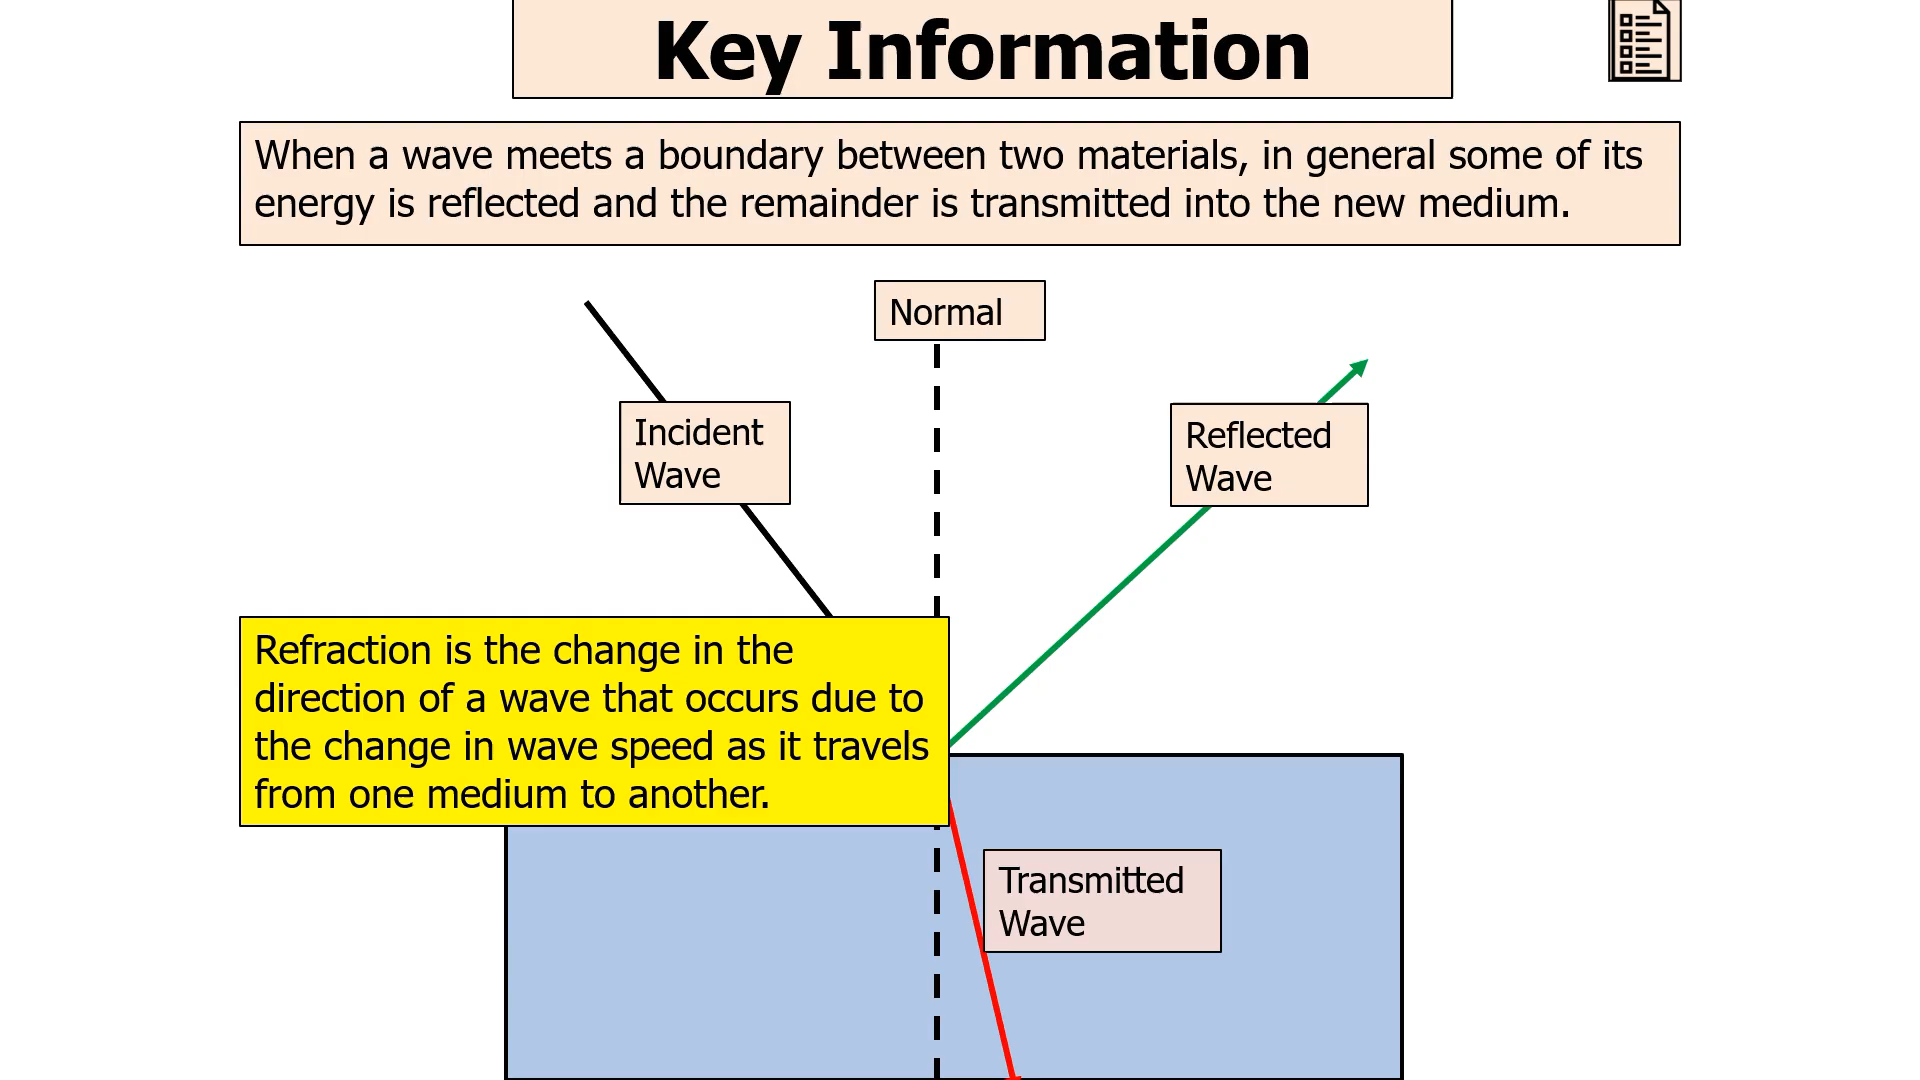 Key Information
When a wave meets a boundary between two materials, in general some of its
energy is reflected and the remainder is transmitted into the new medium.
Normal
Incident
Wave
Reflected
Wave
Refraction is the change in the
direction of a wave that occurs due to
the change in wave speed as it travels
from one medium to another.
Transmitted
Wave